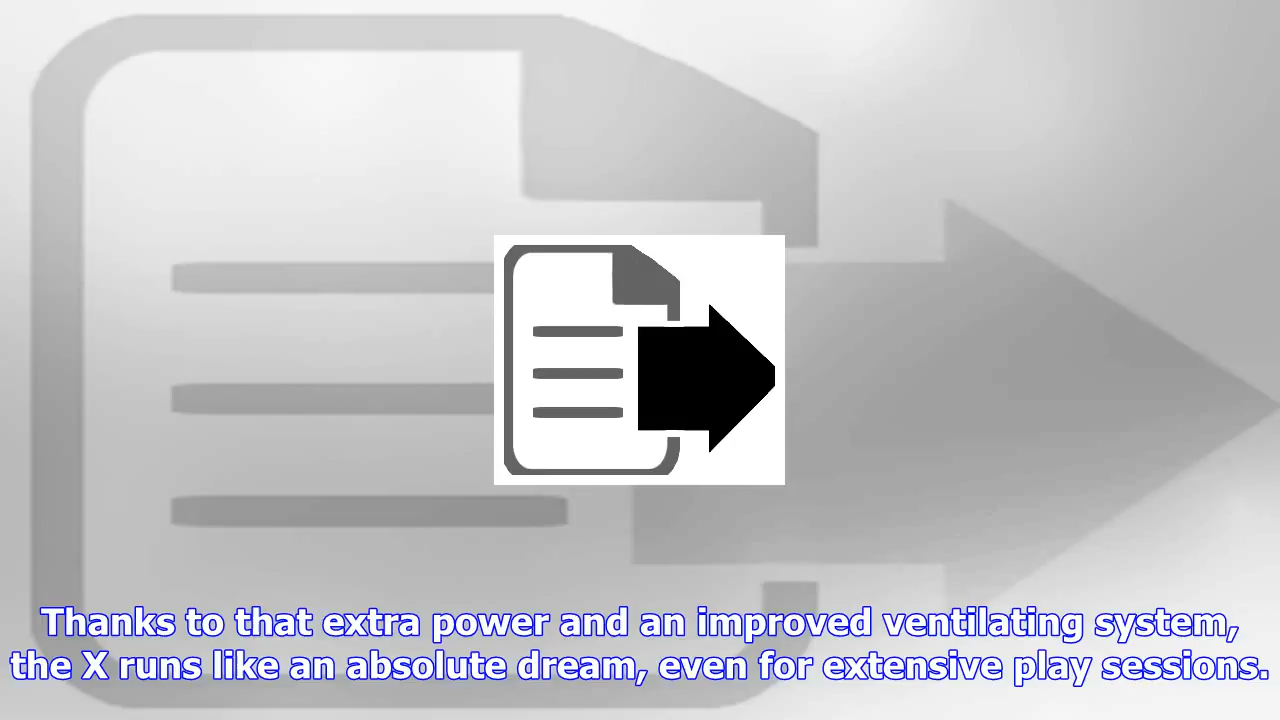 Thanks to that extra power and an improved ventilating system,
the X runs like an absolute dream, even for extensive play sessions.